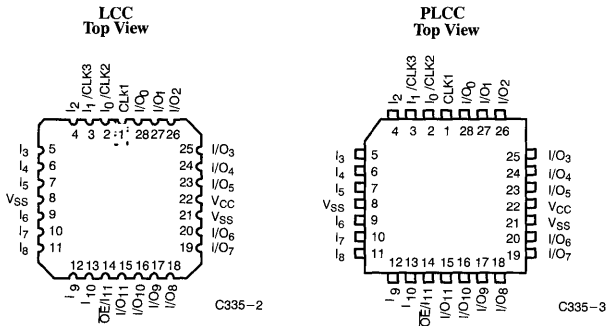 LCC
Top View
I2 I1/CLK3 I0/CLK2 CLK1 I/O0 I/O1 I/O2
4 3 2 1 28 27 26
I3 5 25 I/O3
I4 6 24 I/O4
I5 7 23 I/O5
VSS 8 22 VCC
I6 9 21 VSS
I7 10 20 I/O6
I8 11 19 I/O7
12 13 14 15 16 17 18
I9 I10 OE/I11 I/O11 I/O10 I/O9 I/O8
C335-2
PLCC
Top View
I2 I1/CLK3 I0/CLK2 CLK1 I/O0 I/O1 I/O2
4 3 2 1 28 27 26
I3 5 25 I/O3
I4 6 24 I/O4
I5 7 23 I/O5
VSS 8 22 VCC
I6 9 21 VSS
I7 10 20 I/O6
I8 11 19 I/O7
12 13 14 15 16 17 18
I9 I10 OE/I11 I/O11 I/O10 I/O9 I/O8
C335-3